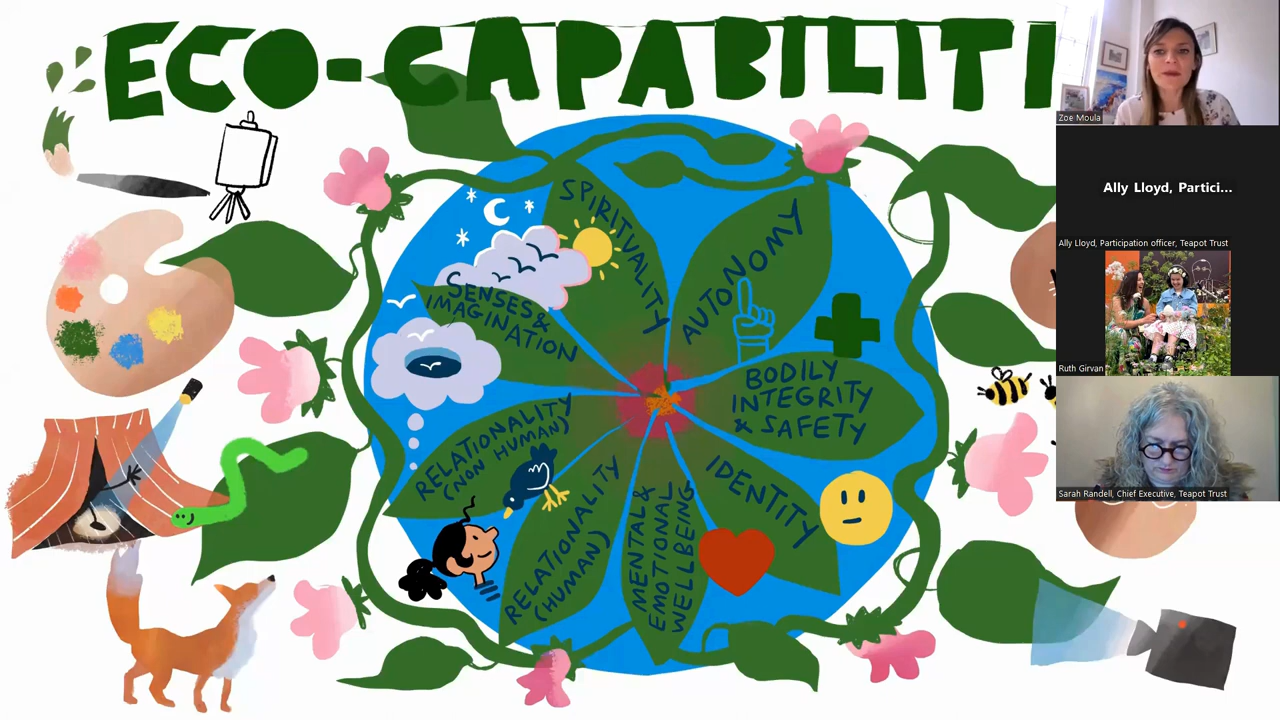 ECO-CAPABILITI
SPIRITUALITY
AUTONOMY
SENSES &
IMAGINATION
BODILY
INTEGRITY
& SAFETY
RELATIONALITY
(NON HUMAN)
RELATIONALITY
(HUMAN)
MENTAL &
EMOTIONAL
WELLBEING
IDENTITY
Zoe Moula
Ally Lloyd, Partici...
Ally Lloyd, Participation officer, Teapot Trust
Ruth Girvan
Sarah Randell, Chief Executive, Teapot Trust